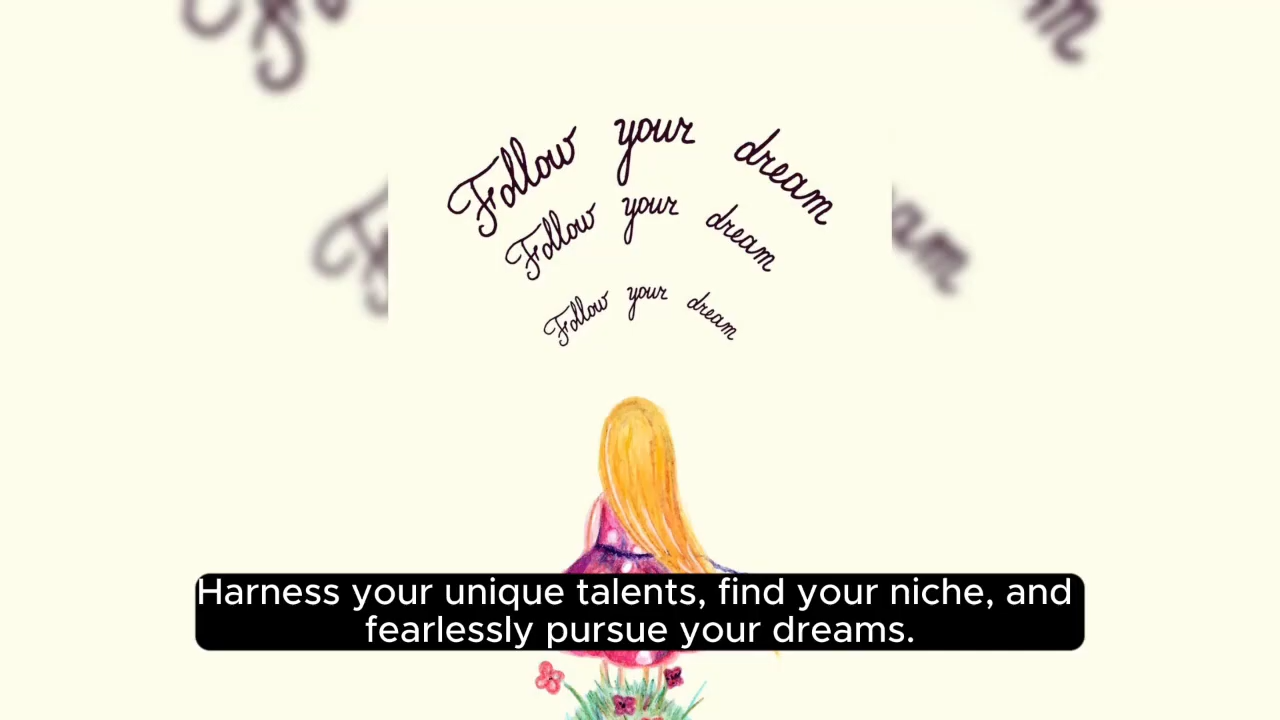 Follow your dream
Follow your dream
Follow your dream
Harness your unique talents, find your niche, and
fearlessly pursue your dreams.